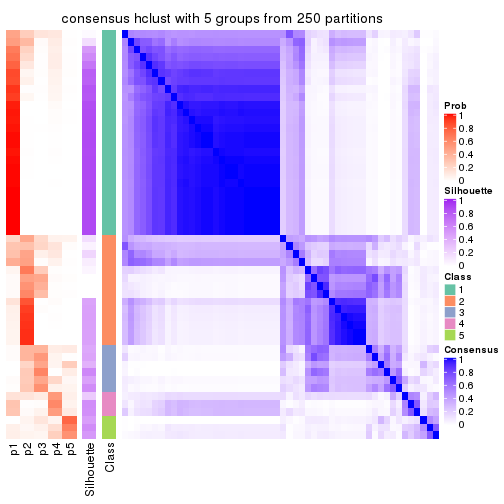 consensus hclust with 5 groups from 250 partitions
Prob
1
0.8
0.6
0.4
0.2
0
Silhouette
1
0.8
0.6
0.4
0.2
0
Class
1
2
3
4
5
Consensus
1
0.8
0.6
0.4
0.2
0
p1
p2
p3
p4
p5
Silhouette
Class